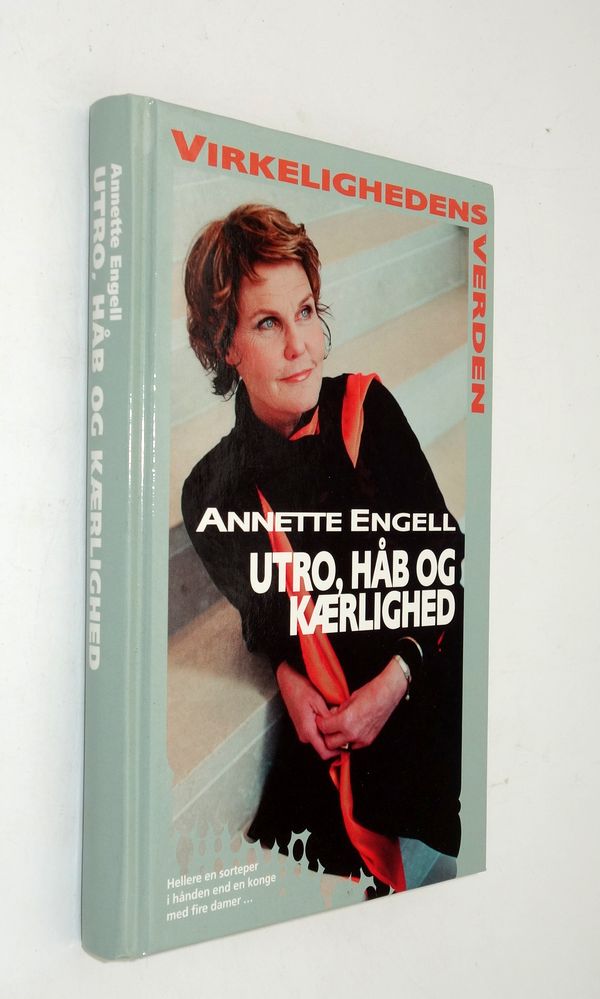 Annette Engell
UTRO, HÅB OG KÆRLIGHED
VIRKELIGHEDENS
VERDEN
ANNETTE ENGELL
UTRO, HÅB OG
KÆRLIGHED
Hellere en sorteper
i hånden end en konge
med fire damer ...